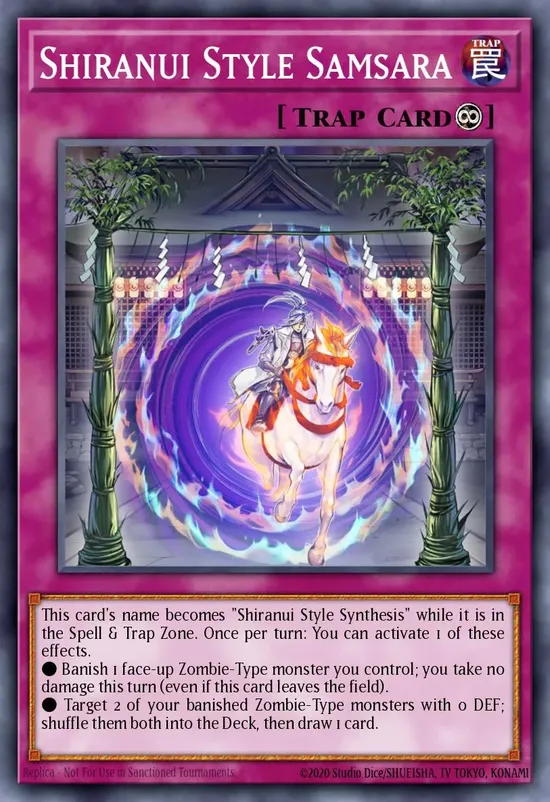 SHIRANUI STYLE SAMSARA
TRAP
罠
[ TRAP CARD ]
This card's name becomes "Shiranui Style Synthesis" while it is in
the Spell & Trap Zone. Once per turn: You can activate 1 of these
effects.
● Banish 1 face-up Zombie-Type monster you control; you take no
damage this turn (even if this card leaves the field).
● Target 2 of your banished Zombie-Type monsters with 0 DEF;
shuffle them both into the Deck, then draw 1 card.
Replica - Not For Use in Sanctioned Tournaments
©2020 Studio Dice/SHUEISHA, TV TOKYO, KONAMI